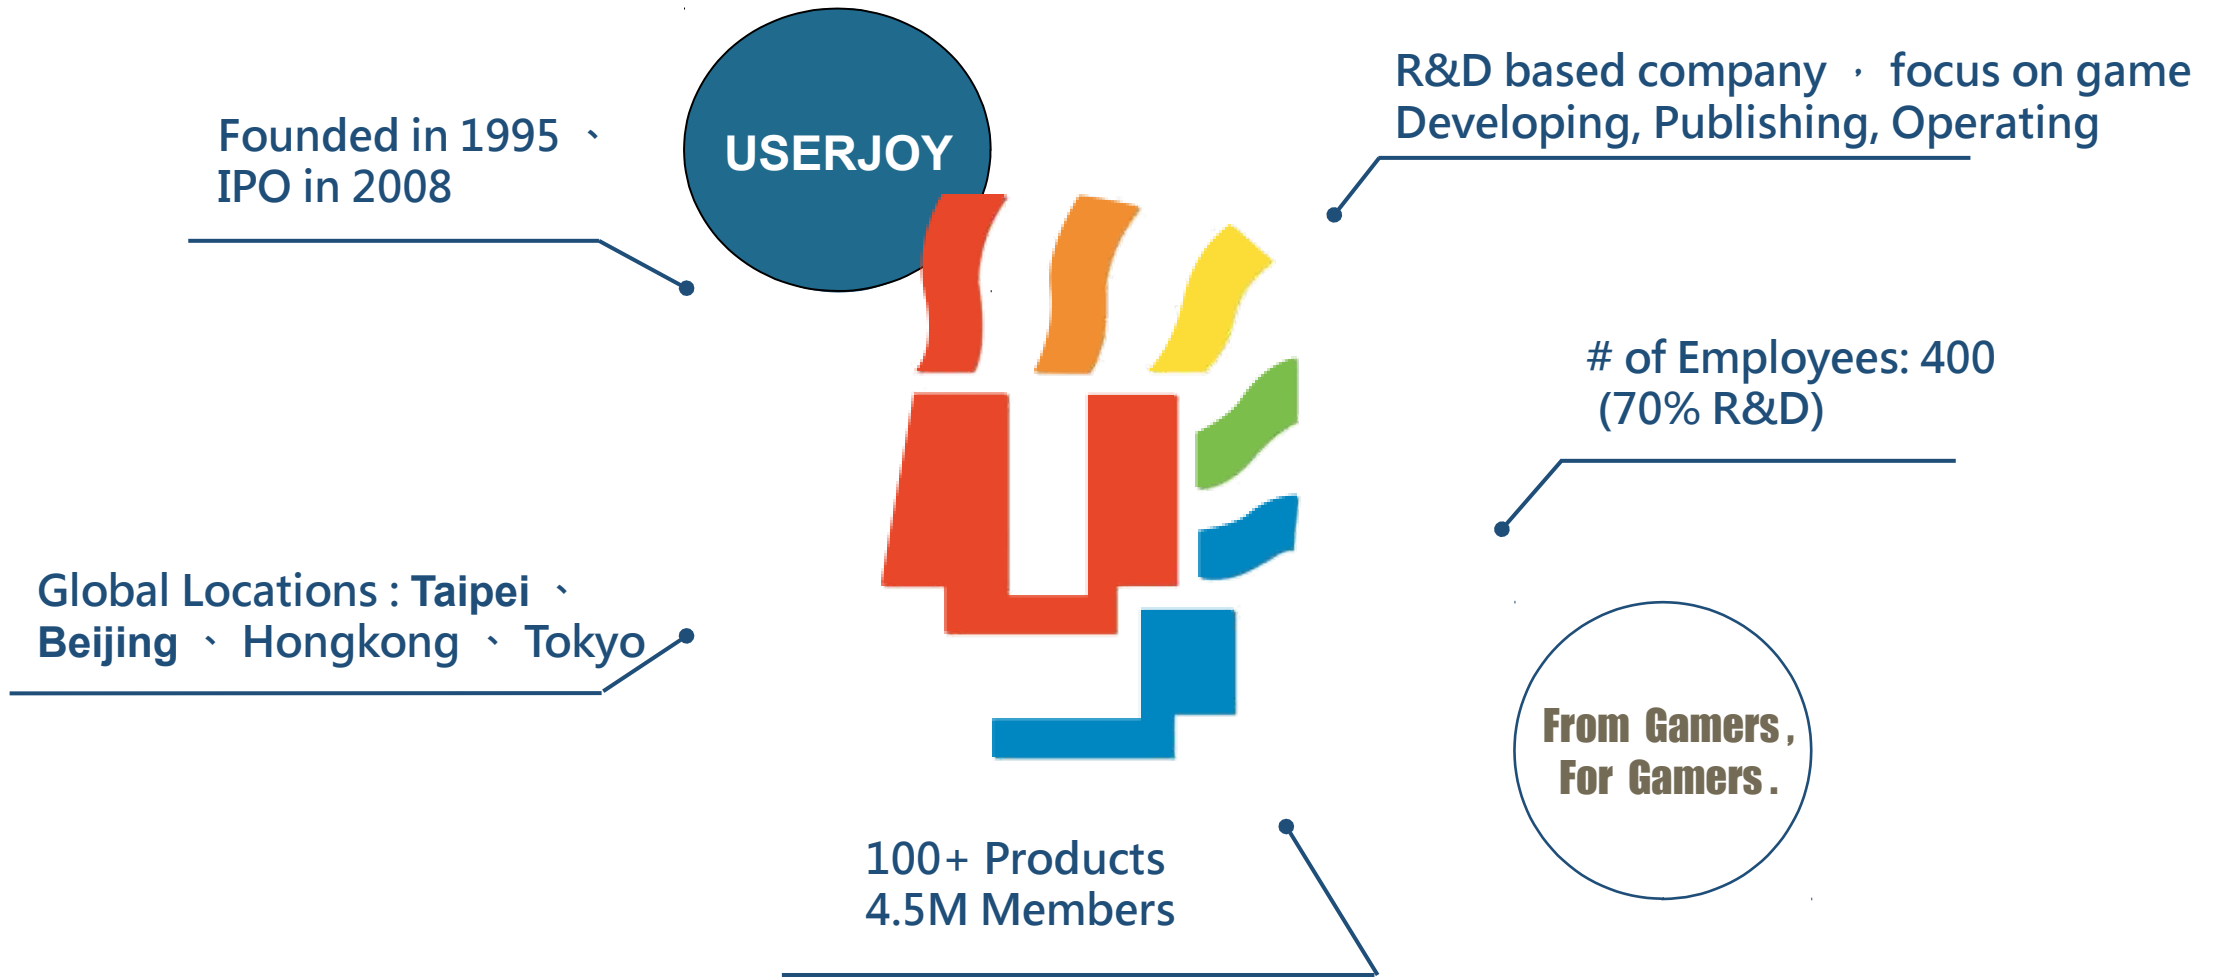 USERJOY
Founded in 1995、
IPO in 2008
R&D based company，focus on game
Developing, Publishing, Operating
# of Employees: 400
(70% R&D)
Global Locations : Taipei、
Beijing、Hongkong、Tokyo
From Gamers,
For Gamers.
100+ Products
4.5M Members